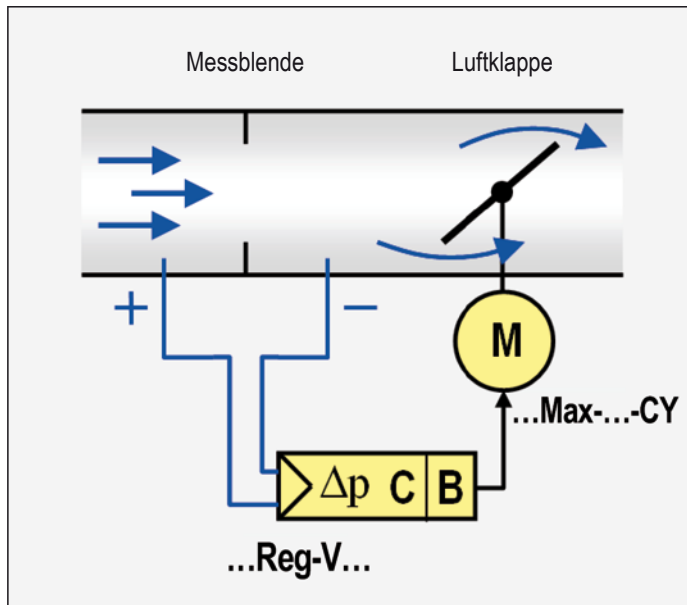 Messblende Luftklappe
+ −
M
...Max-...-CY
Δp C B
...Reg-V...